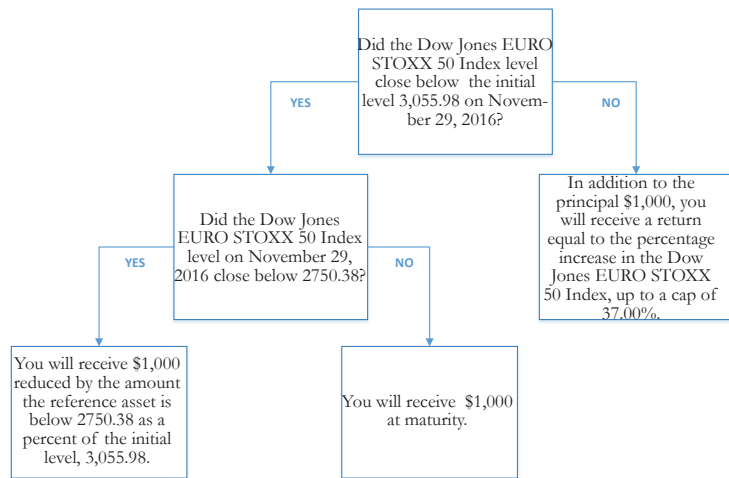 Did the Dow Jones EURO
STOXX 50 Index level
close below the initial
level 3,055.98 on Novem-
ber 29, 2016?
YES
NO
Did the Dow Jones
EURO STOXX 50 Index
level on November 29,
2016 close below 2750.38?
In addition to the
principal $1,000, you
will receive a return
equal to the percentage
increase in the Dow
Jones EURO STOXX
50 Index, up to a cap of
37.00%.
YES
NO
You will receive $1,000
reduced by the amount
the reference asset is
below 2750.38 as a
percent of the initial
level, 3,055.98.
You will receive $1,000
at maturity.